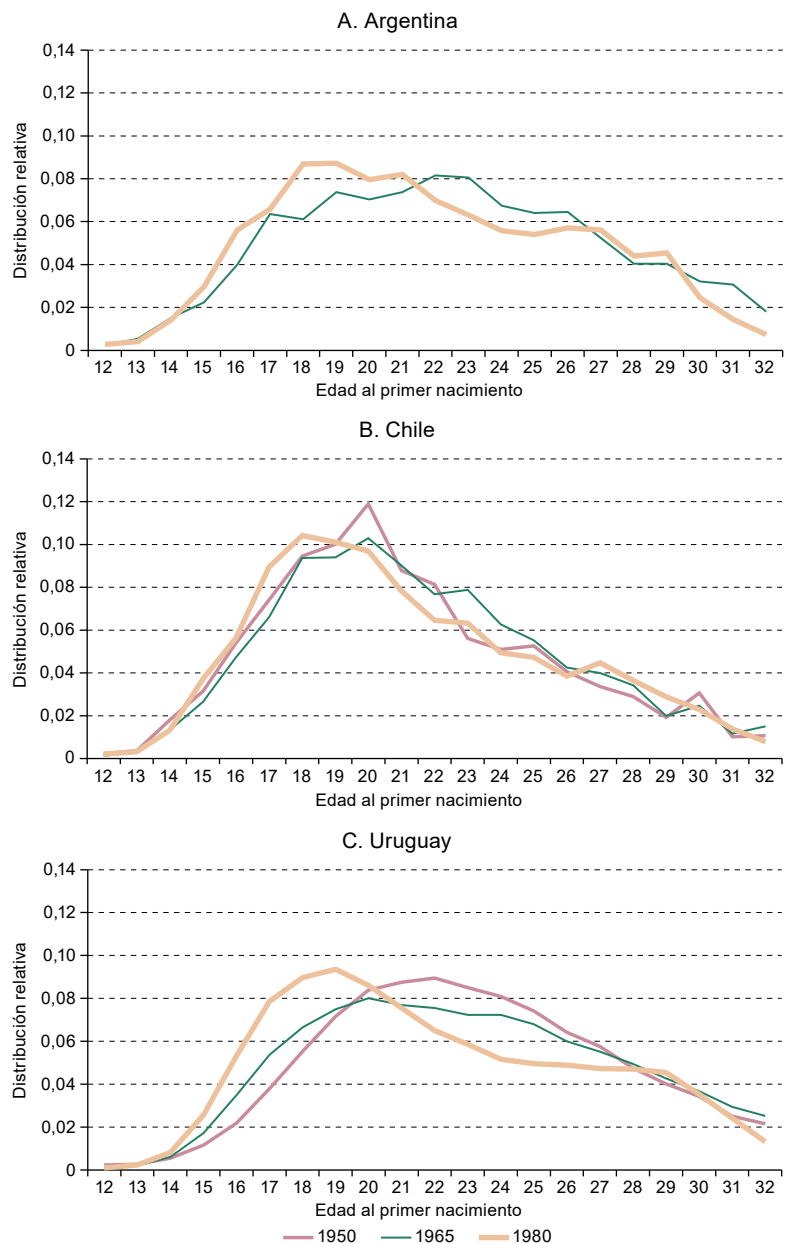 A. Argentina
0,14
0,12
0,10
0,08
0,06
0,04
0,02
0
Distribución relativa
12 13 14 15 16 17 18 19 20 21 22 23 24 25 26 27 28 29 30 31 32
Edad al primer nacimiento
B. Chile
0,14
0,12
0,10
0,08
0,06
0,04
0,02
0
Distribución relativa
12 13 14 15 16 17 18 19 20 21 22 23 24 25 26 27 28 29 30 31 32
Edad al primer nacimiento
C. Uruguay
0,14
0,12
0,10
0,08
0,06
0,04
0,02
0
Distribución relativa
12 13 14 15 16 17 18 19 20 21 22 23 24 25 26 27 28 29 30 31 32
Edad al primer nacimiento
1950 1965 1980